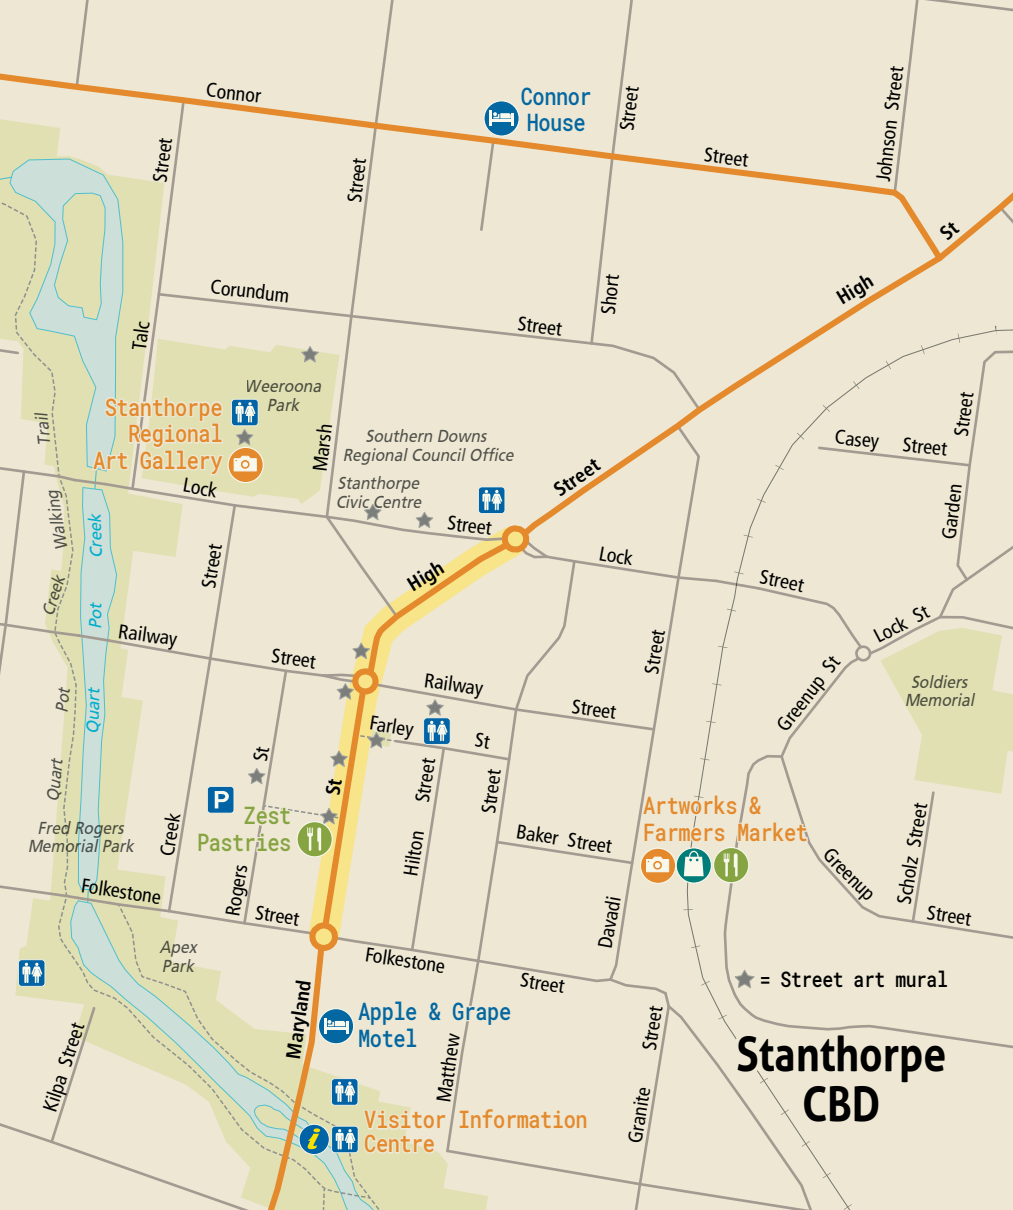 Connor
Connor
House
Street
Street
Street
Street
Street
Johnson Street
St
High
Corundum
Short
Street
Talc
Weeroona
Park
Stanthorpe
Regional
Art Gallery
Trail
Marsh
Southern Downs
Regional Council Office
Stanthorpe
Civic Centre
Street
Casey Street
Street
Garden
Lock
Street
Lock
Street
Walking
Creek
Creek
Pot
Quart
Street
High
Railway
Street
Railway
Street
Street
Lock St
Greenup St
Soldiers
Memorial
Pot
Quart
Creek
Farley St
St
St
Street
Street
P
Zest
Pastries
Artworks &
Farmers Market
Fred Rogers
Memorial Park
Creek
Rogers
Hilton
Baker Street
Greenup
Scholz Street
Street
Folkestone
Street
Folkestone
Street
Davadi
Apex
Park
= Street art mural
Maryland
Apple & Grape
Motel
Kilpa Street
Matthew
Street
Granite
Stanthorpe
CBD
Visitor Information
Centre
i